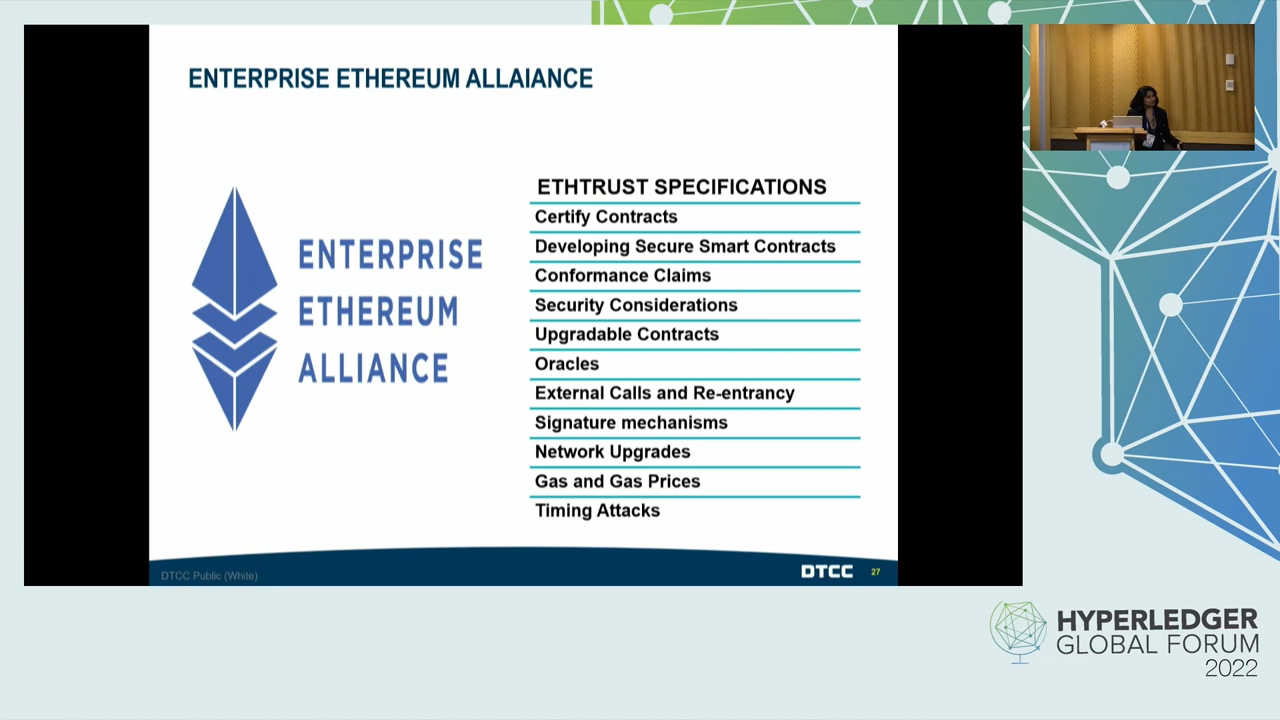 ENTERPRISE ETHEREUM ALLAIANCE
ENTERPRISE
ETHEREUM
ALLIANCE
ETHTRUST SPECIFICATIONS
Certify Contracts
Developing Secure Smart Contracts
Conformance Claims
Security Considerations
Upgradable Contracts
Oracles
External Calls and Re-entrancy
Signature mechanisms
Network Upgrades
Gas and Gas Prices
Timing Attacks
DTCC Public (White)
DTCC
27
HYPERLEDGER
GLOBAL FORUM
2022